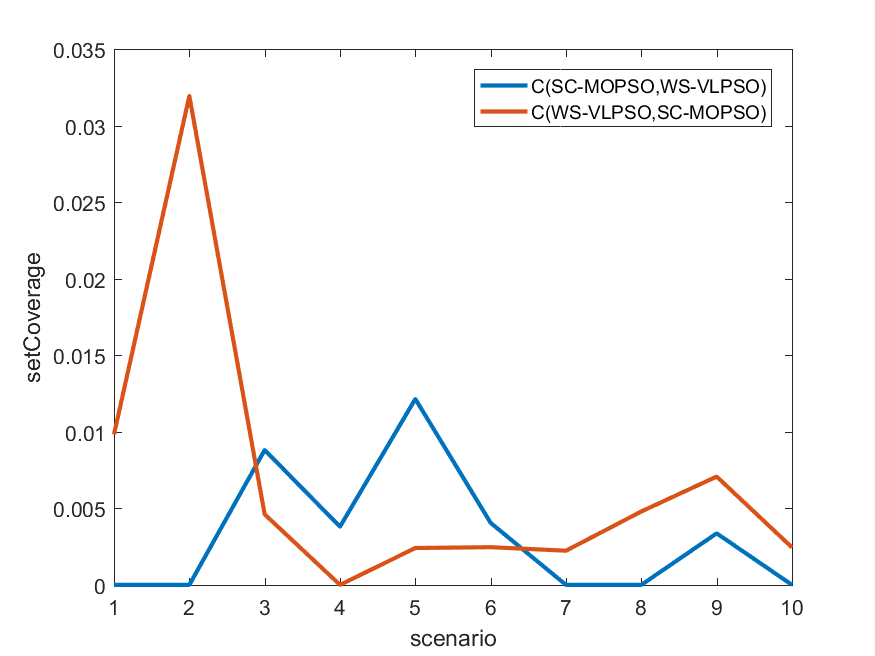 0.035
0.03
0.025
0.02
0.015
0.01
0.005
0
setCoverage
C(SC-MOPSO,WS-VLPSO)
C(WS-VLPSO,SC-MOPSO)
1 2 3 4 5 6 7 8 9 10
scenario